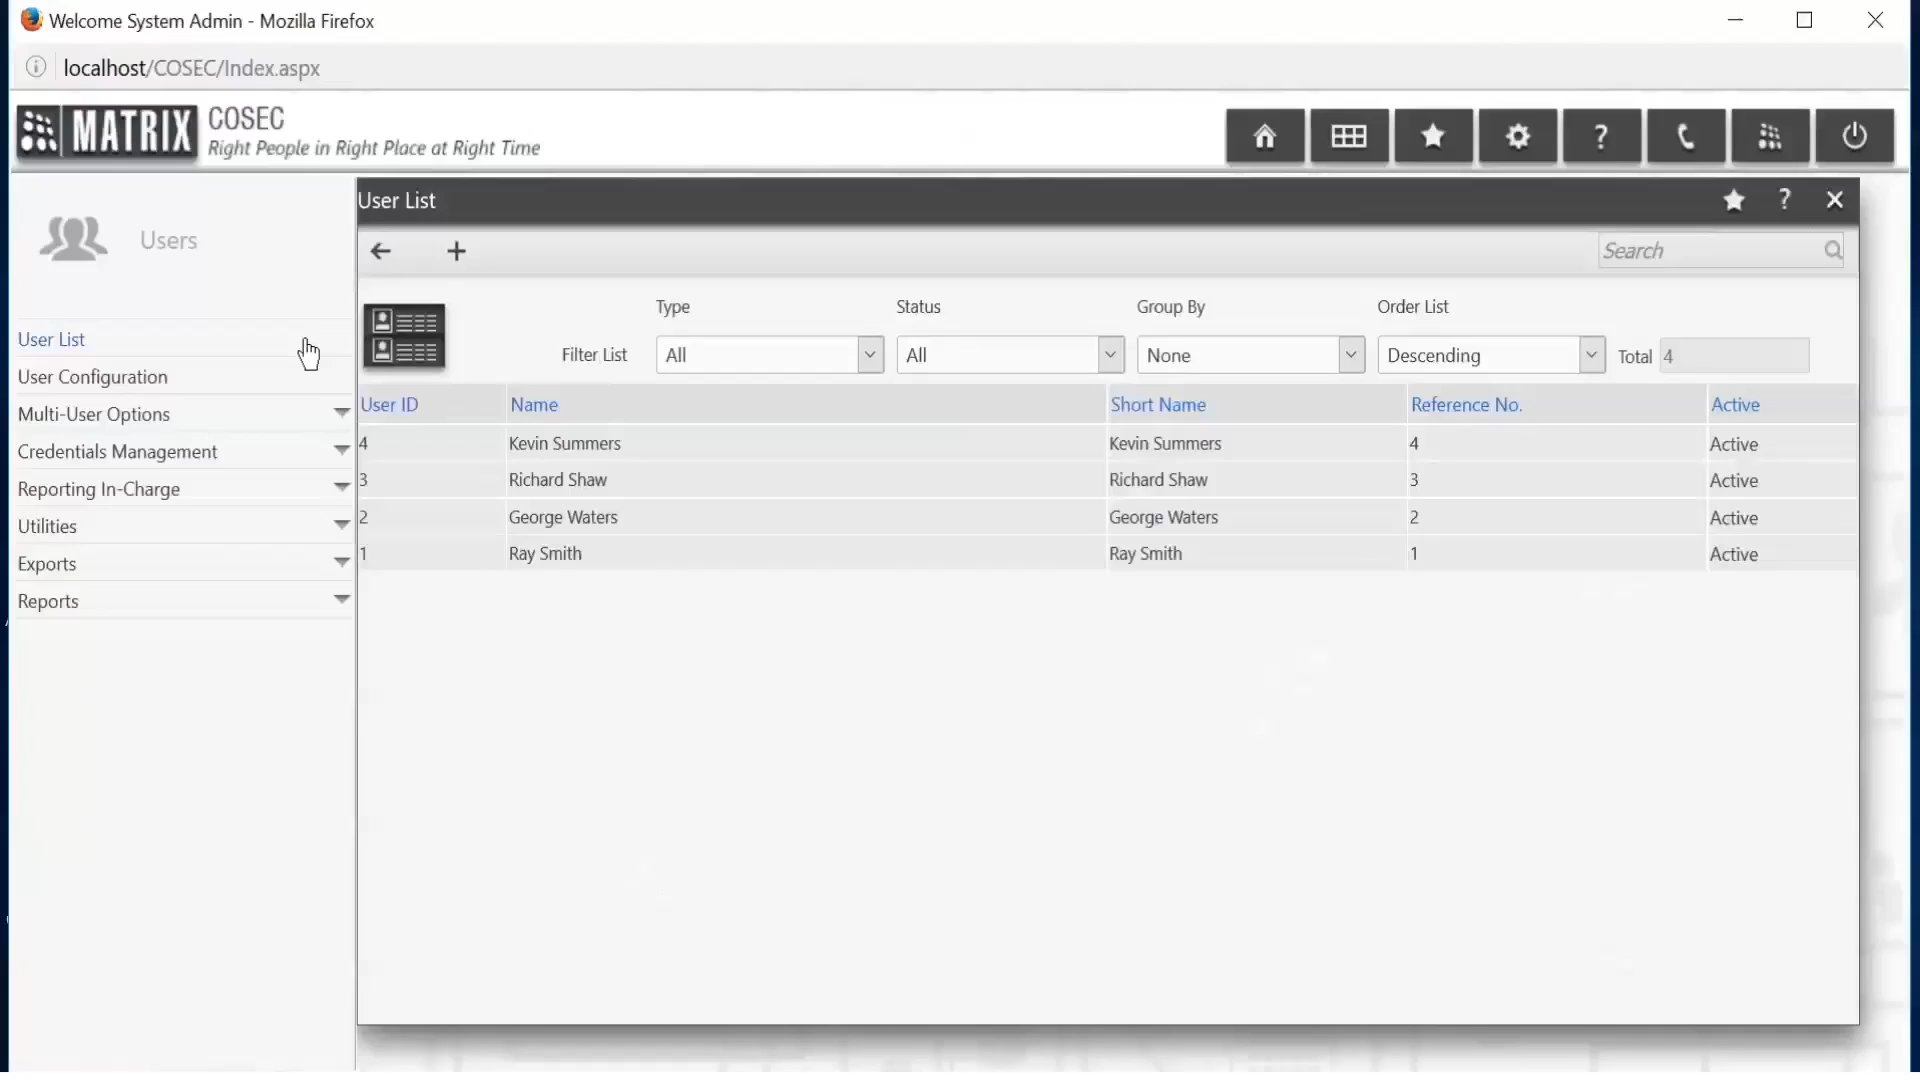 Welcome System Admin - Mozilla Firefox
localhost/COSEC/Index.aspx
MATRIX
COSEC
Right People in Right Place at Right Time
?
Users
User List
User Configuration
Multi-User Options
Credentials Management
Reporting In-Charge
Utilities
Exports
Reports
User List
?
Search
Type Status Group By Order List
Filter List All All None Descending Total 4
User ID Name Short Name Reference No. Active
4 Kevin Summers Kevin Summers 4 Active
3 Richard Shaw Richard Shaw 3 Active
2 George Waters George Waters 2 Active
1 Ray Smith Ray Smith 1 Active